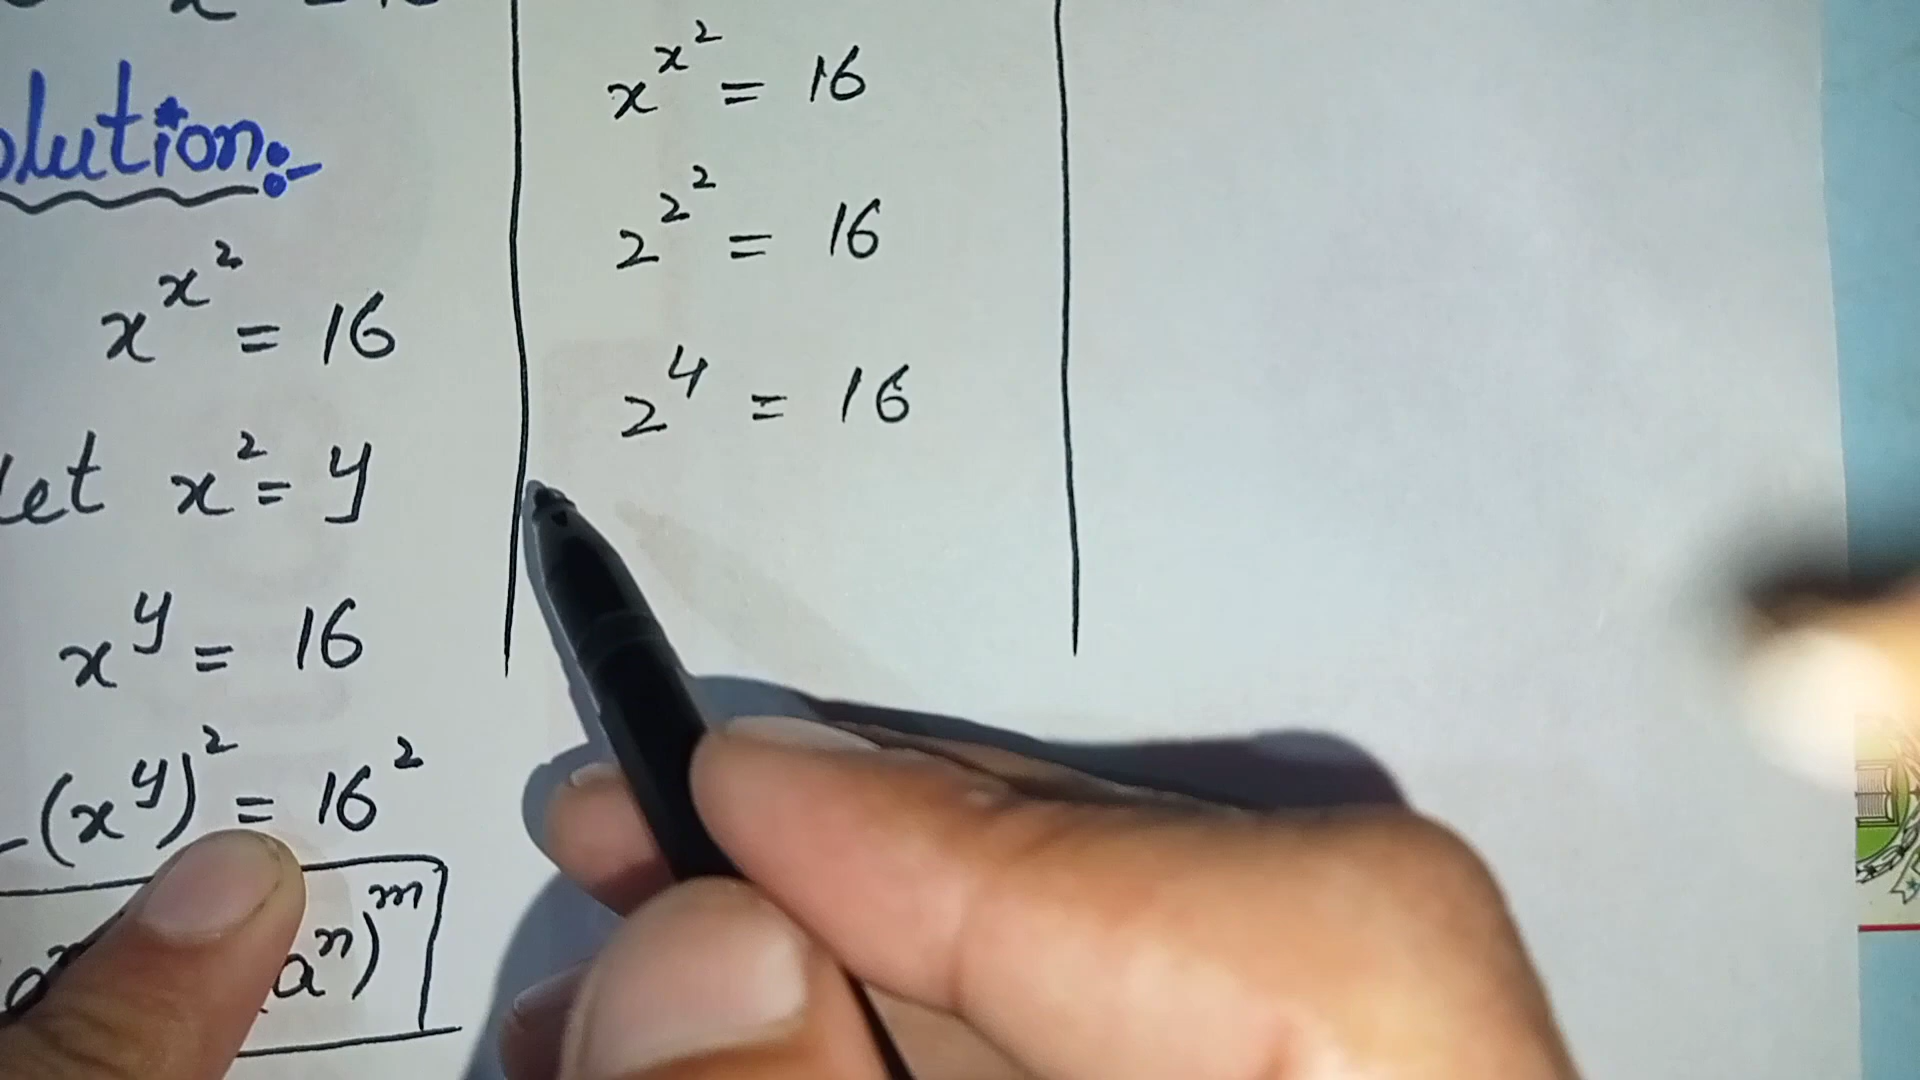 olution:-
x^x^2 = 16
let x^2 = y
x^y = 16
(x^y)^2 = 16^2
a^n)^m
x^x^2 = 16
2^2^2 = 16
2^4 = 16